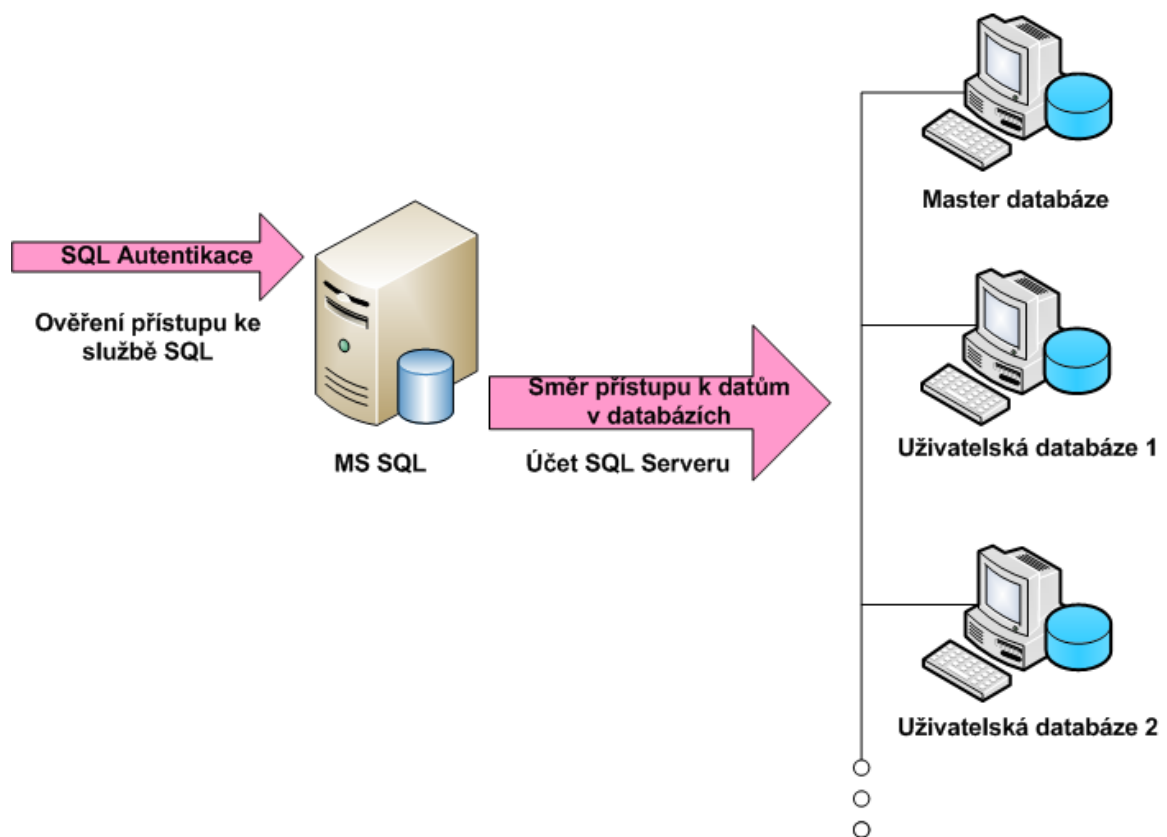 SQL Autentikace
Ověření přístupu ke
službě SQL
MS SQL
Směr přístupu k datům
v databázích
Účet SQL Serveru
Master databáze
Uživatelská databáze 1
Uživatelská databáze 2